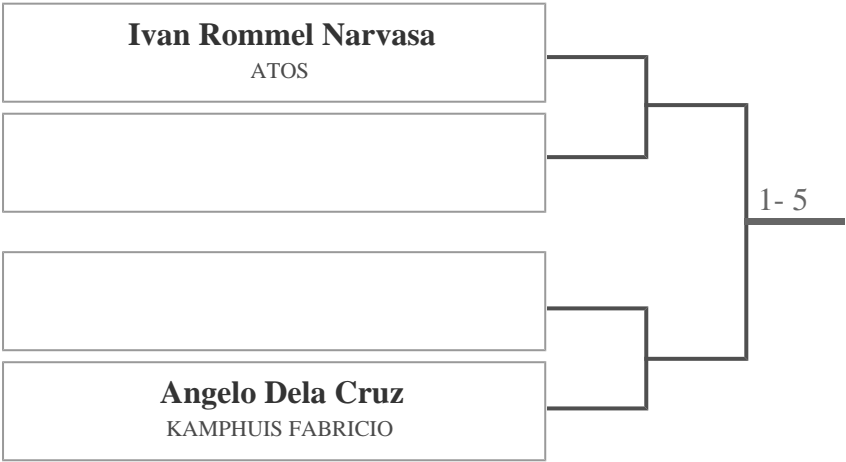 Ivan Rommel Narvasa
ATOS
1- 5
Angelo Dela Cruz
KAMPHUIS FABRICIO